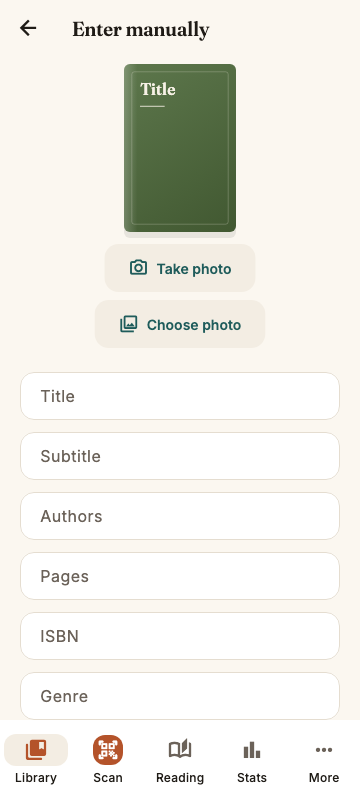 Enter manually
Title
Take photo
Choose photo
Title
Subtitle
Authors
Pages
ISBN
Genre
Library
Scan
Reading
Stats
More